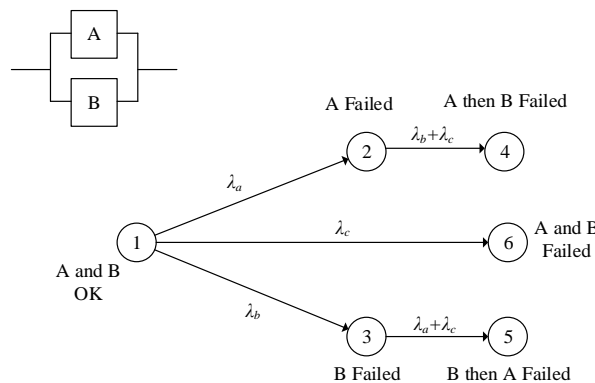 A
B
A Failed
A then B Failed
λb+λc
2
4
λa
λc
1
6
A and B
Failed
A and B
OK
λb
λa+λc
3
5
B Failed
B then A Failed